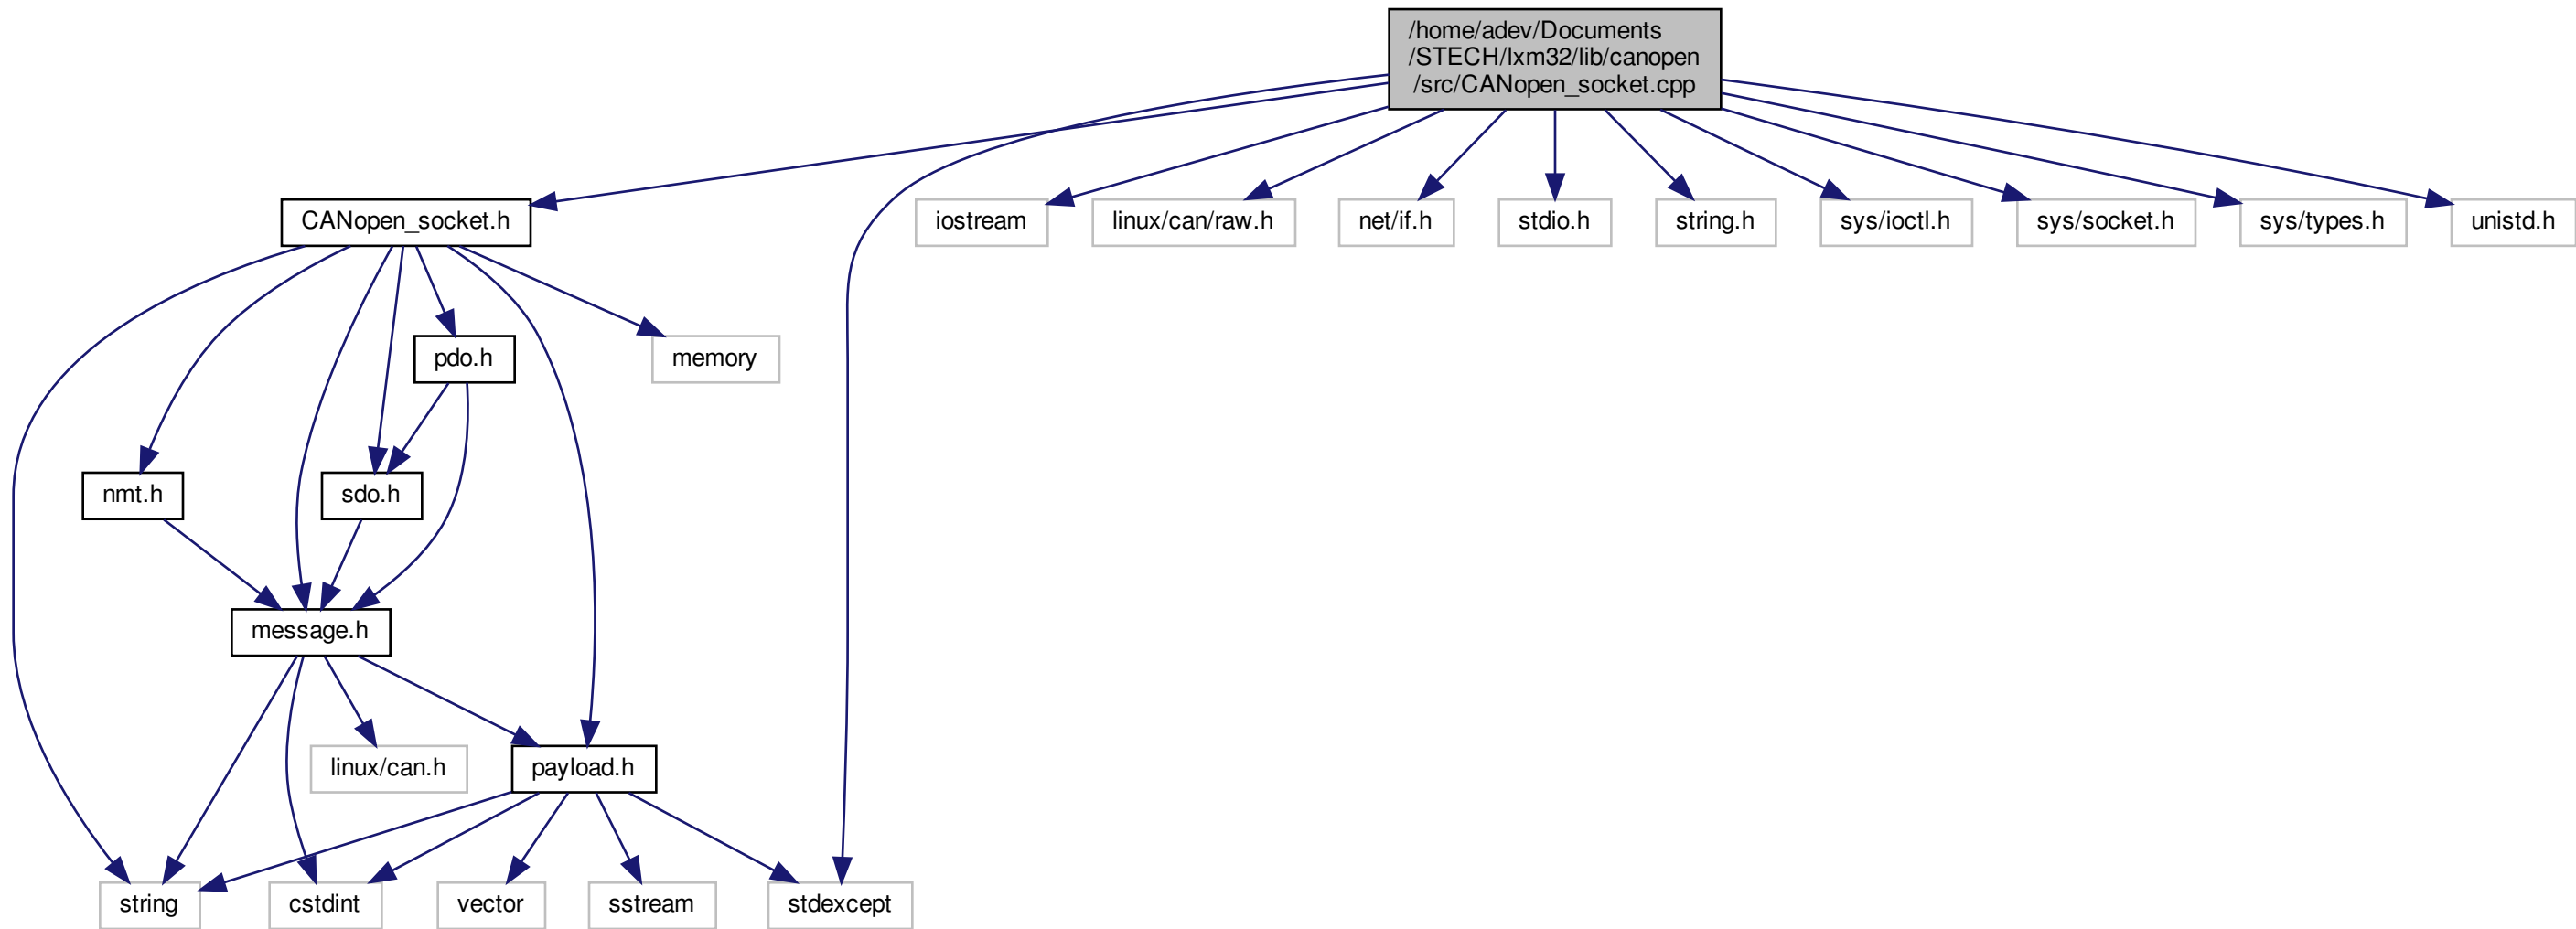 /home/adev/Documents
/STECH/lxm32/lib/canopen
/src/CANopen_socket.cpp
CANopen_socket.h
iostream
linux/can/raw.h
net/if.h
stdio.h
string.h
sys/ioctl.h
sys/socket.h
sys/types.h
unistd.h
pdo.h
memory
nmt.h
sdo.h
message.h
linux/can.h
payload.h
string
cstdint
vector
sstream
stdexcept